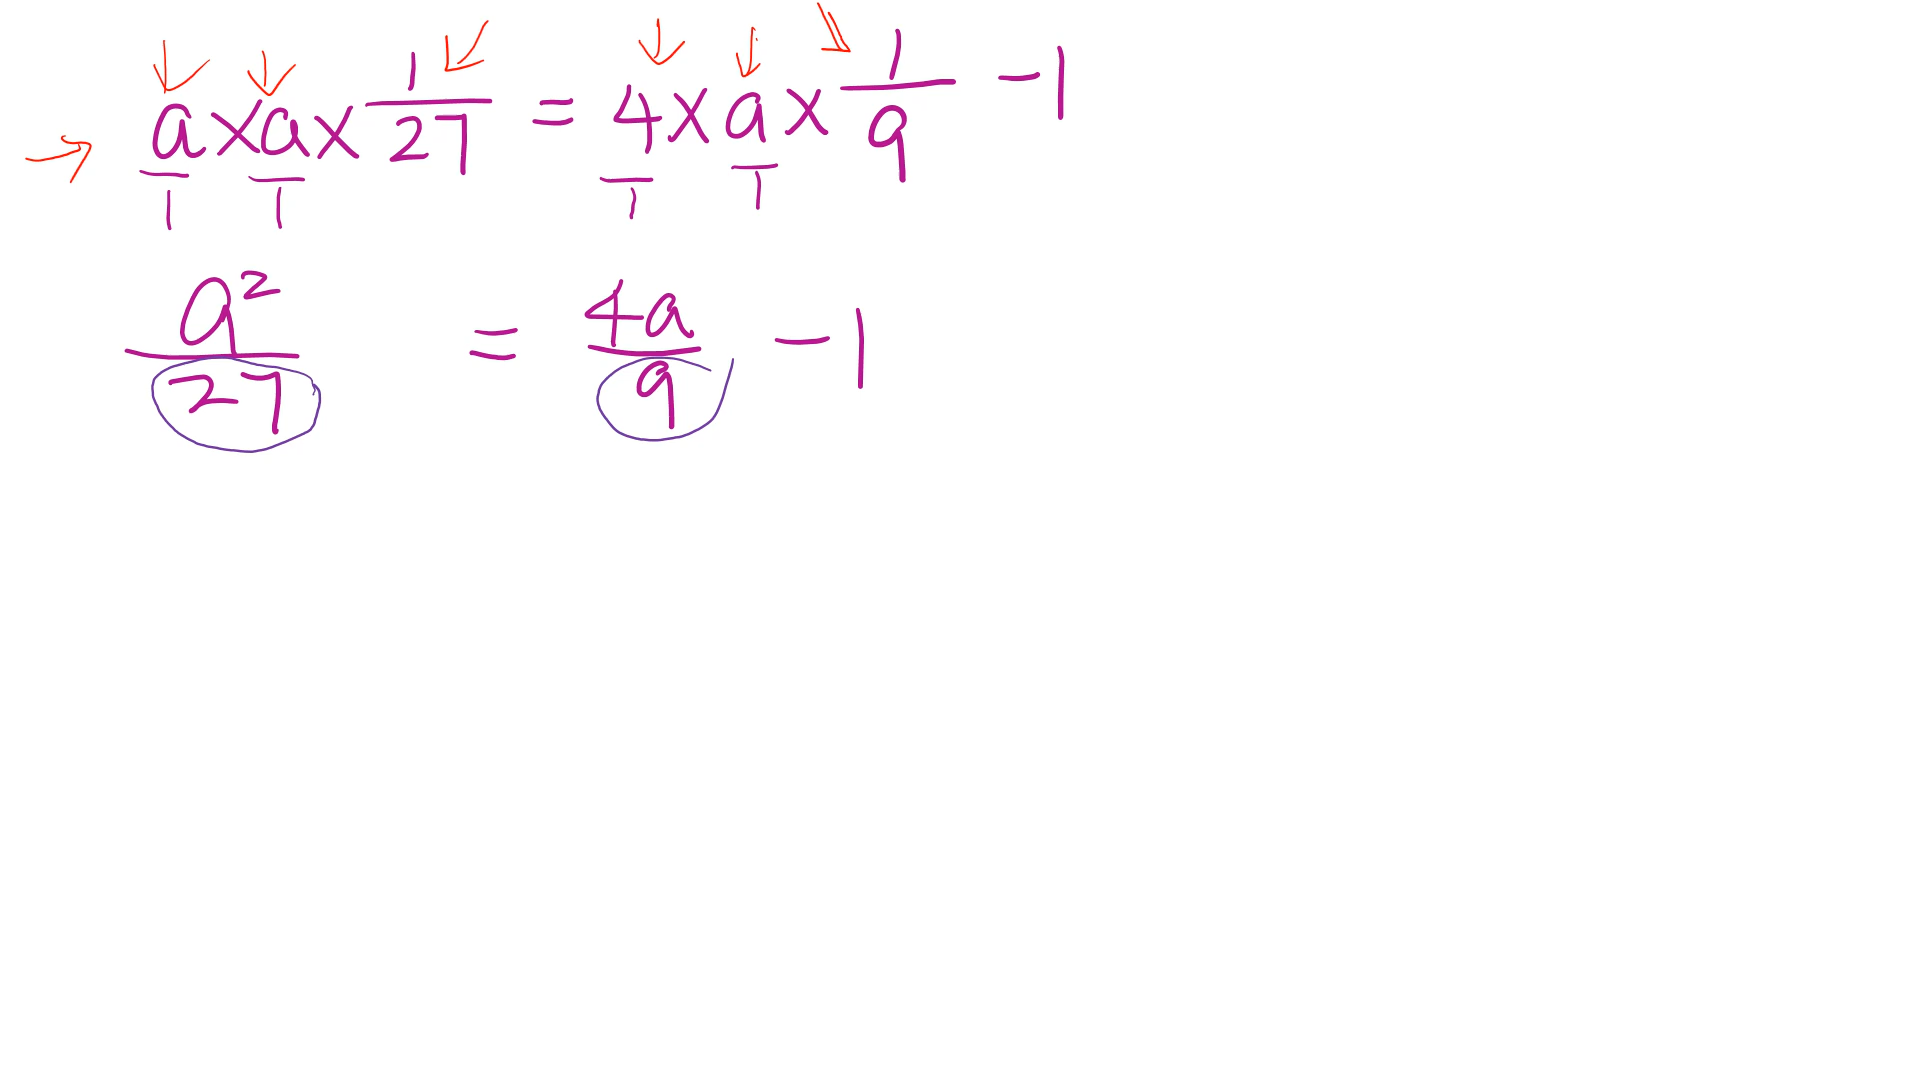 a/1 × a/1 × 1/27 = 4/1 × a/1 × 1/9 − 1
a²/27 = 4a/9 − 1